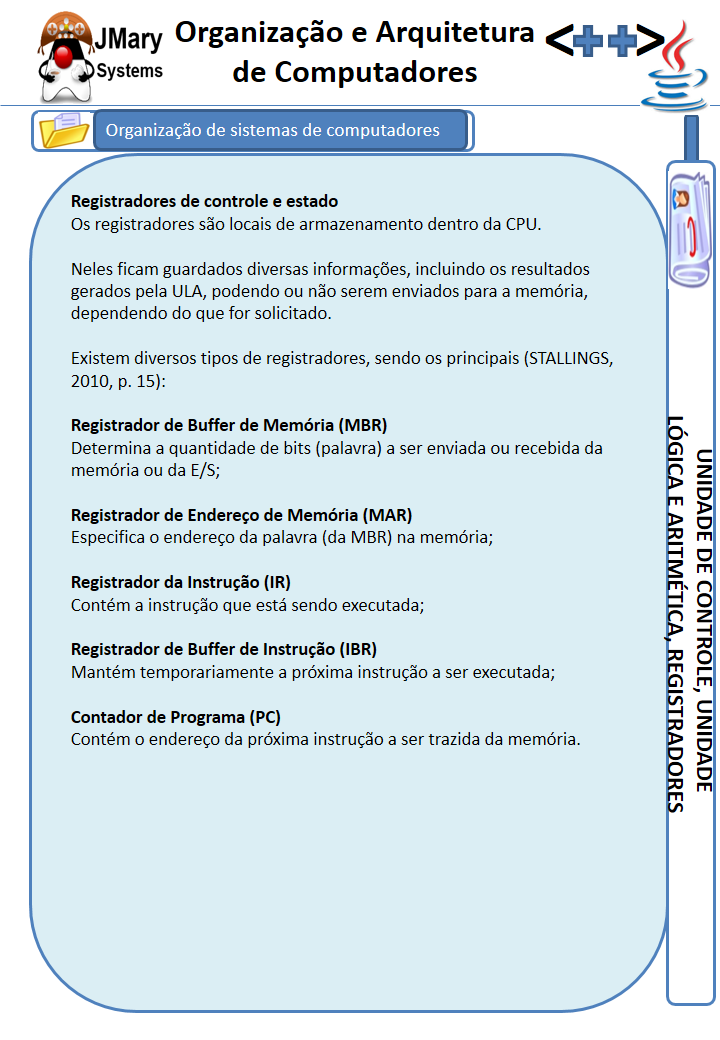 JMary
Systems
Organização e Arquitetura
de Computadores
<++>
Organização de sistemas de computadores
Registradores de controle e estado
Os registradores são locais de armazenamento dentro da CPU.
Neles ficam guardados diversas informações, incluindo os resultados
gerados pela ULA, podendo ou não serem enviados para a memória,
dependendo do que for solicitado.
Existem diversos tipos de registradores, sendo os principais (STALLINGS,
2010, p. 15):
Registrador de Buffer de Memória (MBR)
Determina a quantidade de bits (palavra) a ser enviada ou recebida da
memória ou da E/S;
Registrador de Endereço de Memória (MAR)
Especifica o endereço da palavra (da MBR) na memória;
Registrador da Instrução (IR)
Contém a instrução que está sendo executada;
Registrador de Buffer de Instrução (IBR)
Mantém temporariamente a próxima instrução a ser executada;
Contador de Programa (PC)
Contém o endereço da próxima instrução a ser trazida da memória.
UNIDADE DE CONTROLE, UNIDADE
LÓGICA E ARITMÉTICA, REGISTRADORES